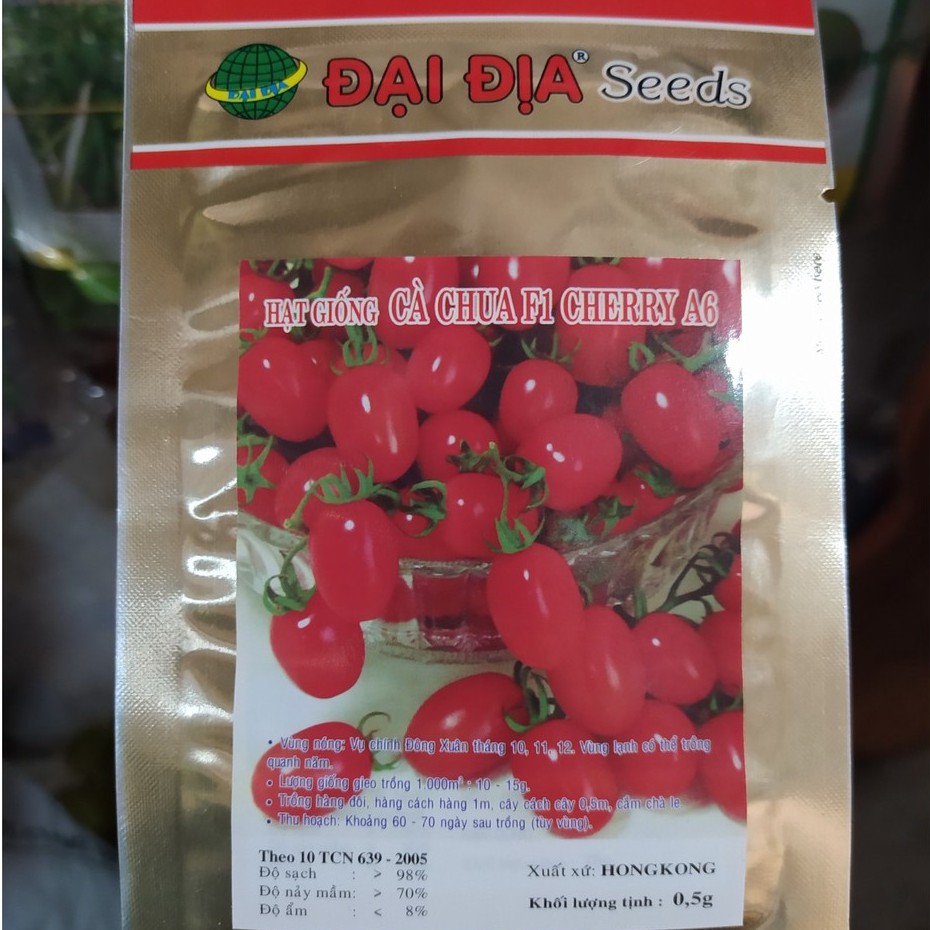 ĐẠI ĐỊA
ĐẠI ĐỊA® Seeds
HẠT GIỐNG CÀ CHUA F1 CHERRY A6
• Vùng nóng: Vụ chính Đông Xuân tháng 10, 11, 12. Vùng lạnh có thể trồng
quanh năm.
• Lượng giống gieo trồng 1.000m² : 10 - 15g.
• Trồng hàng đôi, hàng cách hàng 1m, cây cách cây 0,5m, cắm chà le
• Thu hoạch: Khoảng 60 - 70 ngày sau trồng (tùy vùng).
Theo 10 TCN 639 - 2005
Độ sạch : > 98%
Độ nảy mầm: > 70%
Độ ẩm : < 8%
Xuất xứ: HONGKONG
Khối lượng tịnh : 0,5g